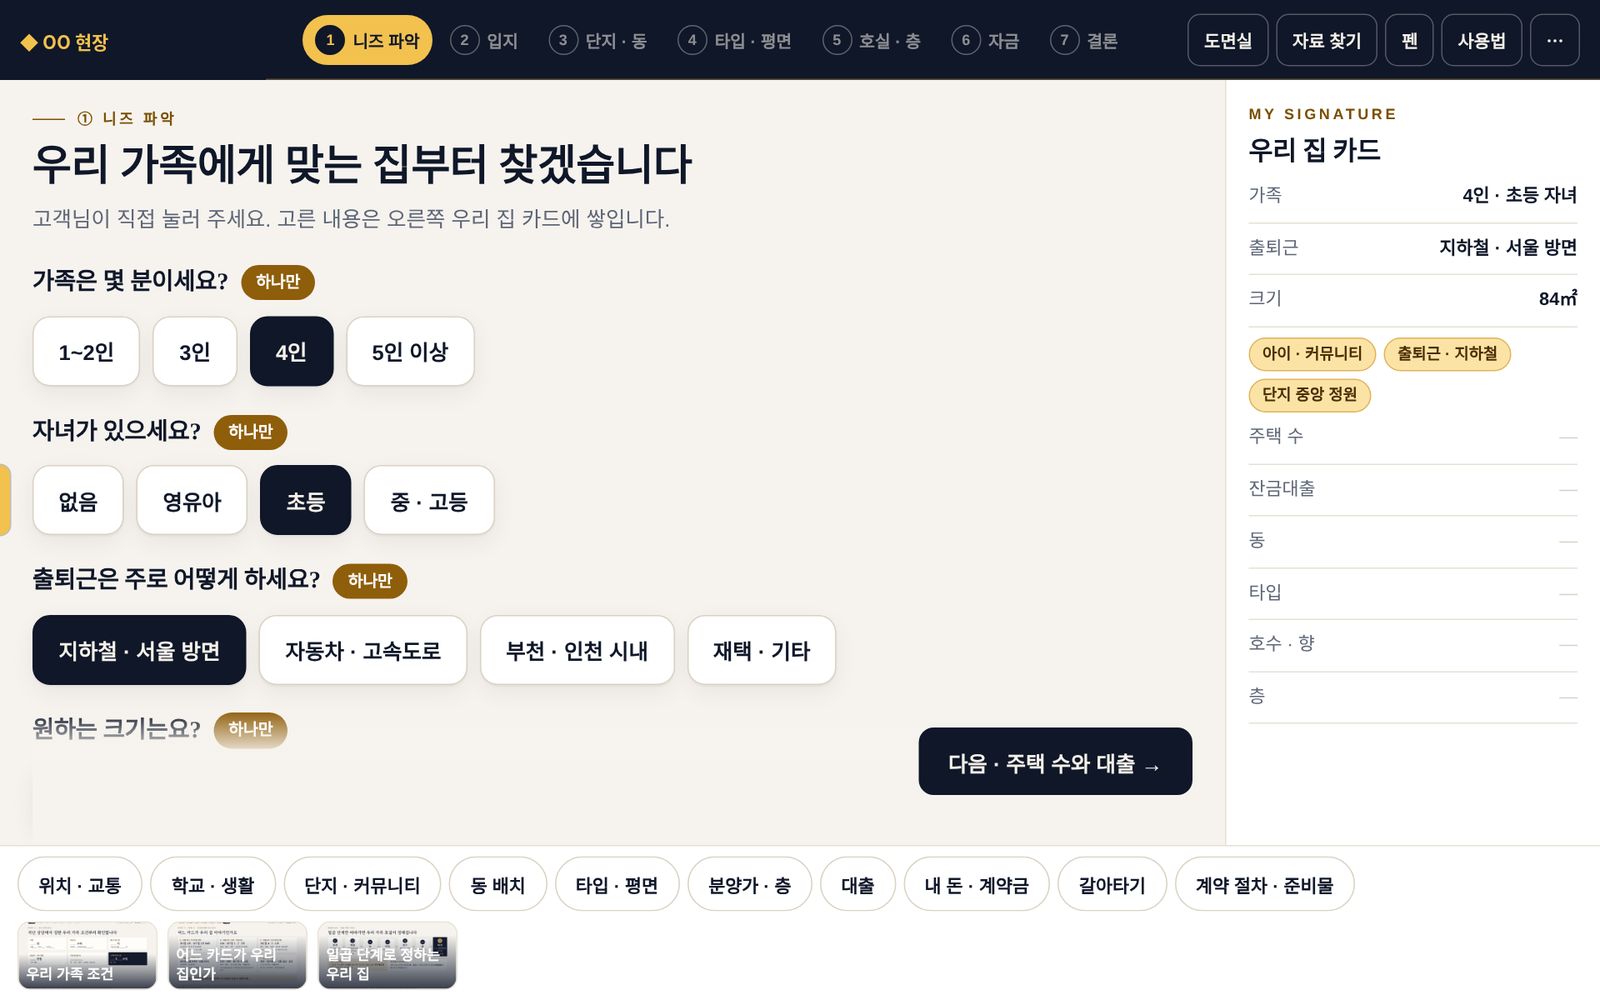 ◆ OO 현장
1 니즈 파악
2 입지
3 단지 · 동
4 타입 · 평면
5 호실 · 층
6 자금
7 결론
도면실
자료 찾기
펜
사용법
···
① 니즈 파악
우리 가족에게 맞는 집부터 찾겠습니다
고객님이 직접 눌러 주세요. 고른 내용은 오른쪽 우리 집 카드에 쌓입니다.
가족은 몇 분이세요? 하나만
1~2인
3인
4인
5인 이상
자녀가 있으세요? 하나만
없음
영유아
초등
중 · 고등
출퇴근은 주로 어떻게 하세요? 하나만
지하철 · 서울 방면
자동차 · 고속도로
부천 · 인천 시내
재택 · 기타
원하는 크기는요? 하나만
다음 · 주택 수와 대출 →
MY SIGNATURE
우리 집 카드
가족 4인 · 초등 자녀
출퇴근 지하철 · 서울 방면
크기 84㎡
아이 · 커뮤니티
출퇴근 · 지하철
단지 중앙 정원
주택 수 —
잔금대출 —
동 —
타입 —
호수 · 향 —
층 —
위치 · 교통
학교 · 생활
단지 · 커뮤니티
동 배치
타입 · 평면
분양가 · 층
대출
내 돈 · 계약금
갈아타기
계약 절차 · 준비물
우리 가족 조건
어느 카드가 우리
집인가
일곱 단계로 정하는
우리 집